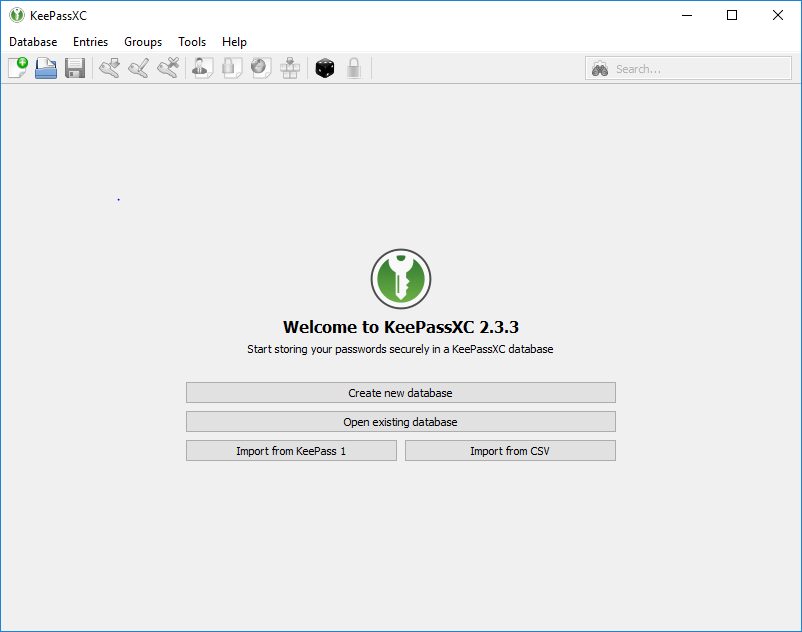 KeePassXC
Database Entries Groups Tools Help
Search...
Welcome to KeePassXC 2.3.3
Start storing your passwords securely in a KeePassXC database
Create new database
Open existing database
Import from KeePass 1 Import from CSV